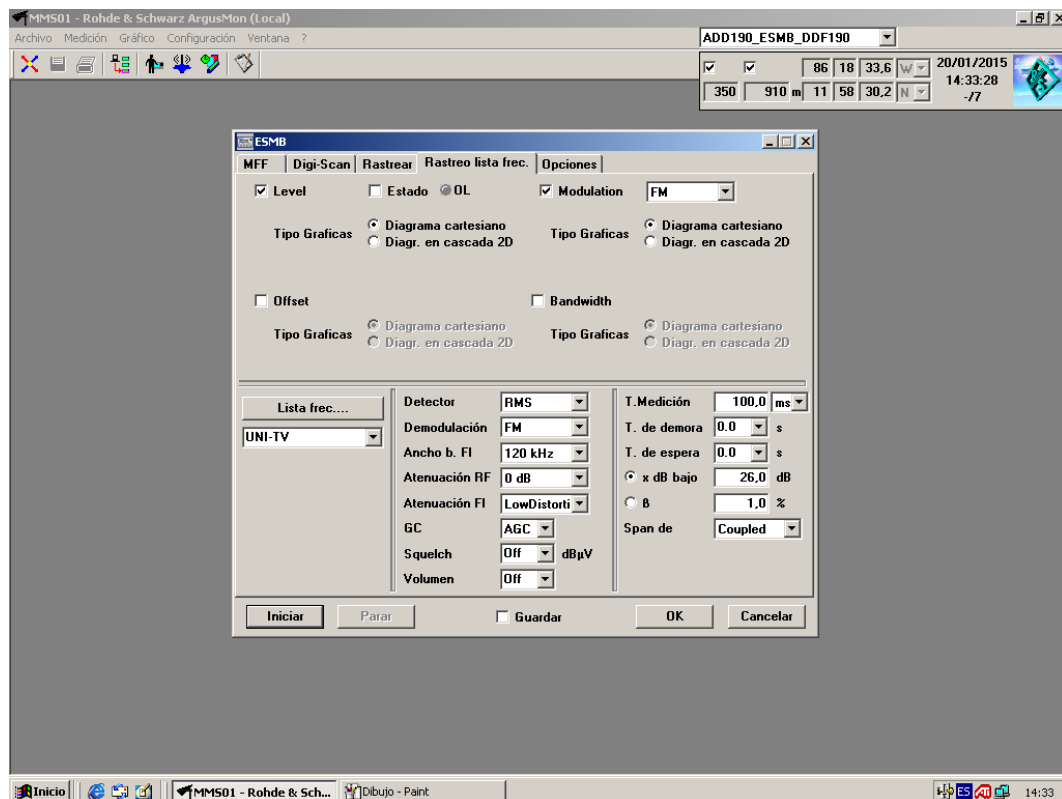 MMS01 - Rohde & Schwarz ArgusMon (Local)
Archivo Medición Gráfico Configuración Ventana ?
ADD190_ESMB_DDF190
86 18 33,6 W
350 910 m 11 58 30,2 N
20/01/2015
14:33:28
-/7
ESMB
MFF Digi-Scan Rastrear Rastreo lista frec. Opciones
Level Estado OL Modulation FM
Tipo Graficas Diagrama cartesiano Tipo Graficas Diagrama cartesiano
Diagr. en cascada 2D Diagr. en cascada 2D
Offset Bandwidth
Tipo Graficas Diagrama cartesiano Tipo Graficas Diagrama cartesiano
Diagr. en cascada 2D Diagr. en cascada 2D
Lista frec....
UNI-TV
Detector RMS
Demodulación FM
Ancho b. FI 120 kHz
Atenuación RF 0 dB
Atenuación FI LowDistorti
GC AGC
Squelch Off dBµV
Volumen Off
T.Medición 100,0 ms
T. de demora 0.0 s
T. de espera 0.0 s
x dB bajo 26,0 dB
ß 1,0 %
Span de Coupled
Iniciar Parar Guardar OK Cancelar
Inicio MMS01 - Rohde & Sch... Dibujo - Paint ES 14:33